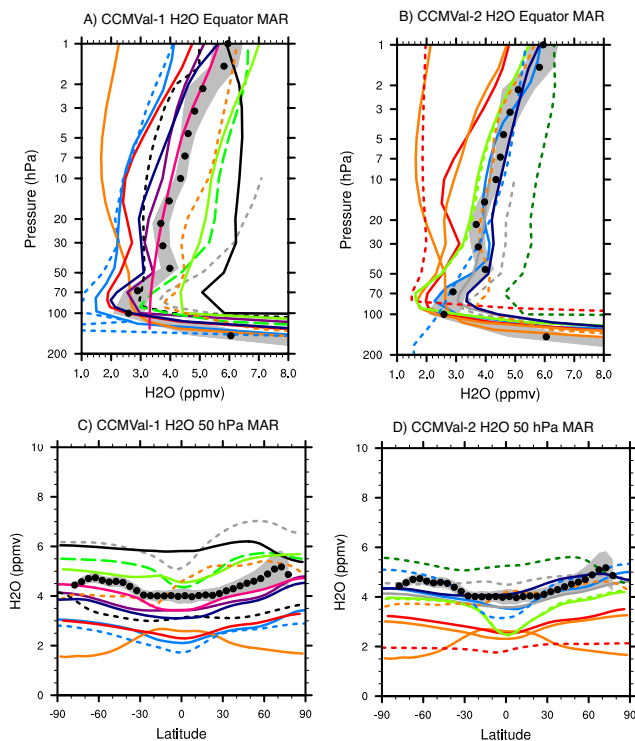 A) CCMVal-1 H2O Equator MAR
B) CCMVal-2 H2O Equator MAR
Pressure (hPa)
1
2
3
5
7
10
20
30
50
70
100
200
1.0 2.0 3.0 4.0 5.0 6.0 7.0 8.0
H2O (ppmv)
Pressure (hPa)
1
2
3
5
7
10
20
30
50
70
100
200
1.0 2.0 3.0 4.0 5.0 6.0 7.0 8.0
H2O (ppmv)
C) CCMVal-1 H2O 50 hPa MAR
D) CCMVal-2 H2O 50 hPa MAR
H2O (ppmv)
10
8
6
4
2
0
-90 -60 -30 0 30 60 90
Latitude
H2O (ppmv)
10
8
6
4
2
0
-90 -60 -30 0 30 60 90
Latitude